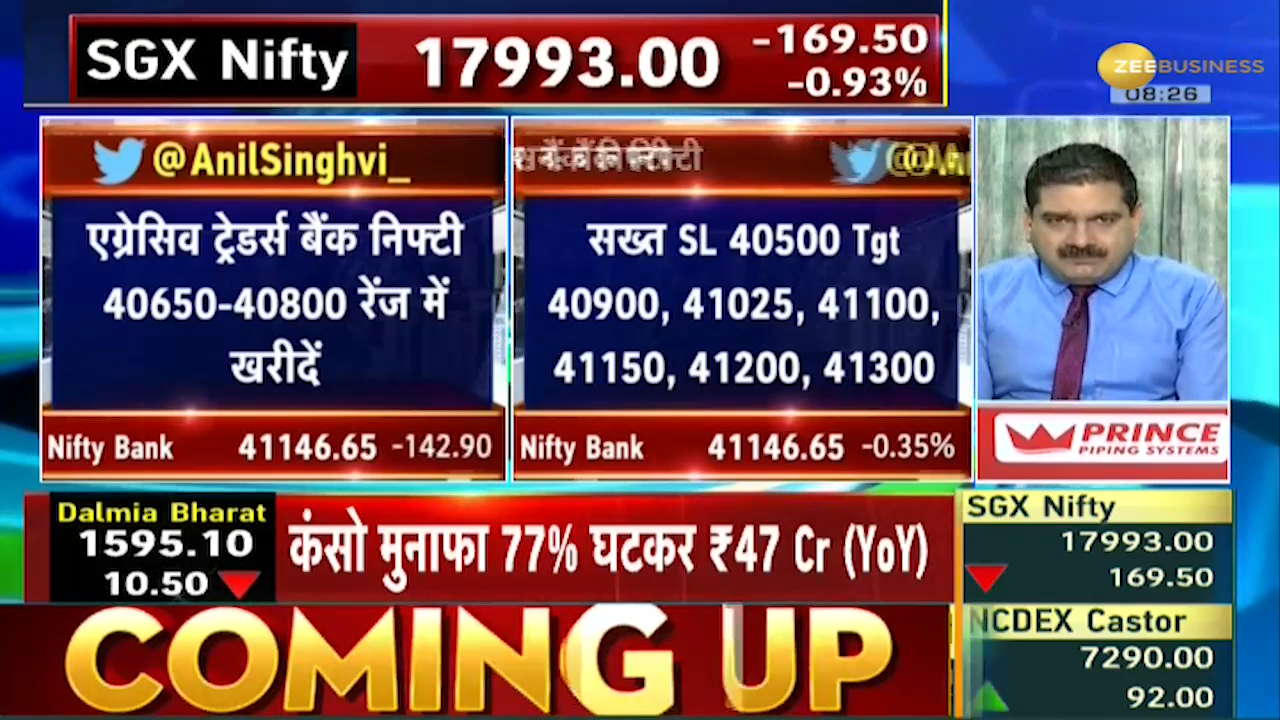 SGX Nifty 17993.00 -169.50
-0.93%
ZEEBUSINESS
08:26
@AnilSinghvi_
एग्रेसिव ट्रेडर्स बैंक निफ्टी
40650-40800 रेंज में
खरीदें
Nifty Bank 41146.65 -142.90
सख्त SL 40500 Tgt
40900, 41025, 41100,
41150, 41200, 41300
Nifty Bank 41146.65 -0.35%
PRINCE
PIPING SYSTEMS
Dalmia Bharat
1595.10
10.50
कंसो मुनाफा 77% घटकर ₹47 Cr (YoY)
SGX Nifty
17993.00
169.50
NCDEX Castor
7290.00
92.00
COMING UP